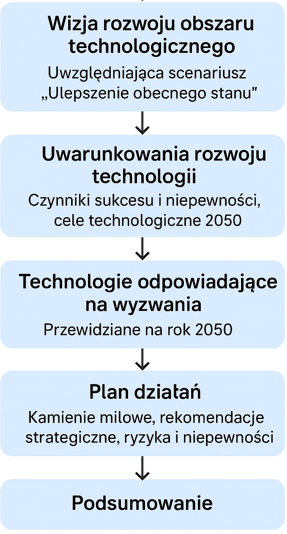 Wizja rozwoju obszaru
technologicznego
Uwzględniająca scenariusz
„Ulepszenie obecnego stanu”
Uwarunkowania rozwoju
technologii
Czynniki sukcesu i niepewności,
cele technologiczne 2050
Technologie odpowiadające
na wyzwania
Przewidziane na rok 2050
Plan działań
Kamienie milowe, rekomendacje
strategiczne, ryzyka i niepewności
Podsumowanie